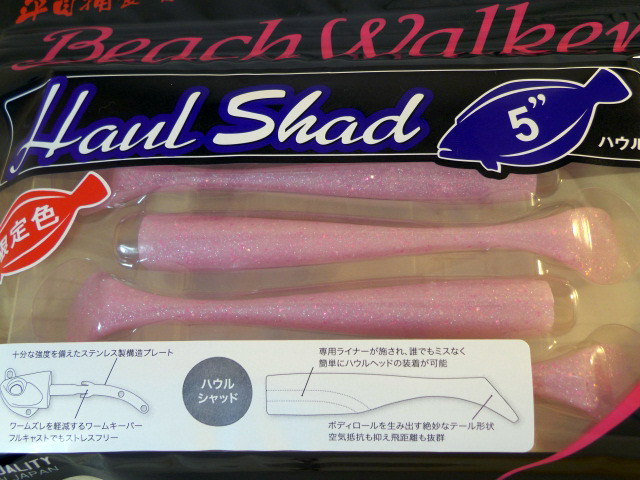 平目捕食
Beach Walker
Haul Shad
5"
ハウル
限定色
十分な強度を備えたステンレス製構造プレート
専用ライナーが施され、誰でもミスなく
簡単にハウルヘッドの装着が可能
ハウル
シャッド
ワームズレを軽減するワームキーパー
フルキャストでもストレスフリー
ボディロールを生み出す絶妙なテール形状
空気抵抗も抑え飛距離も抜群
QUALITY
JAPAN